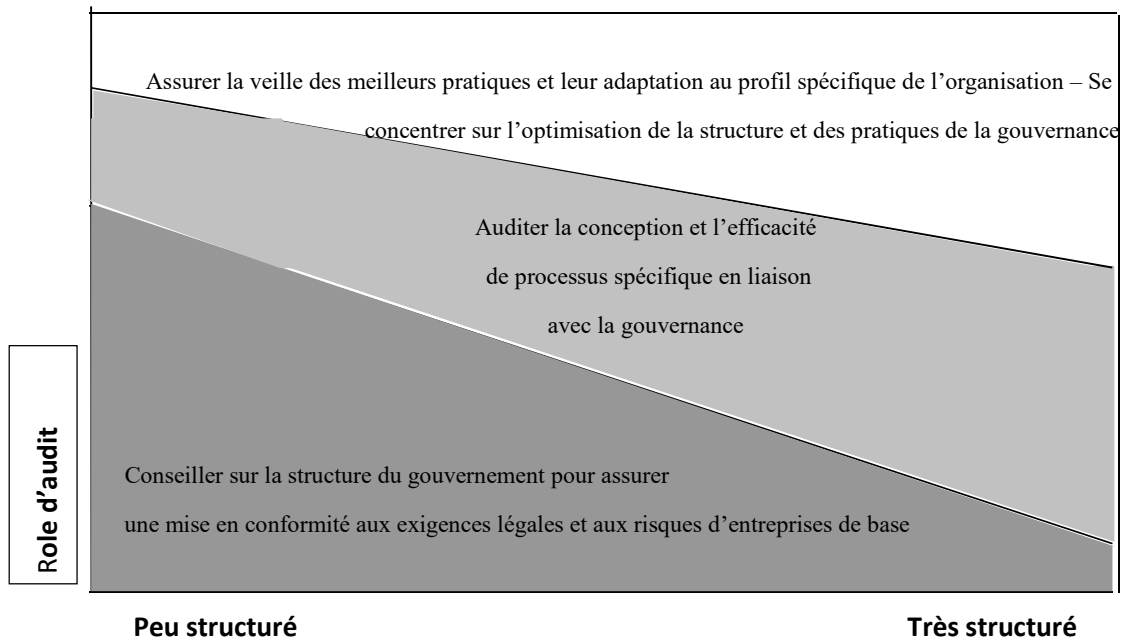 Assurer la veille des meilleurs pratiques et leur adaptation au profil spécifique de l’organisation – Se
concentrer sur l’optimisation de la structure et des pratiques de la gouvernance
Auditer la conception et l’efficacité
de processus spécifique en liaison
avec la gouvernance
Conseiller sur la structure du gouvernement pour assurer
une mise en conformité aux exigences légales et aux risques d’entreprises de base
Role d’audit
Peu structuré
Très structuré